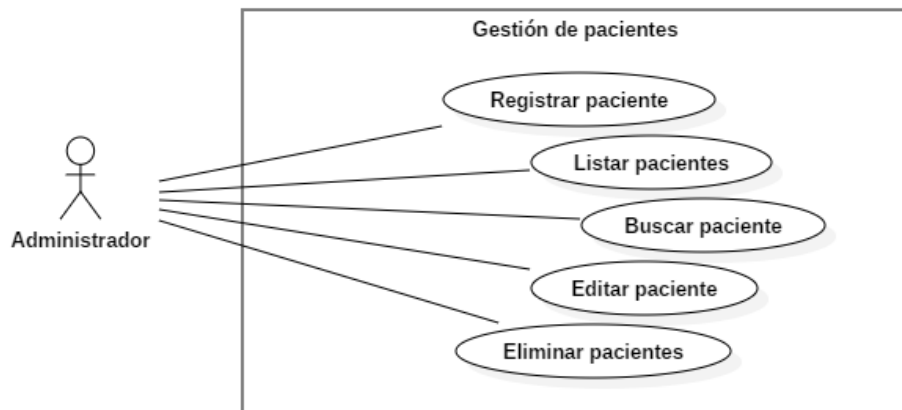 Gestión de pacientes
Registrar paciente
Listar pacientes
Buscar paciente
Administrador
Editar paciente
Eliminar pacientes